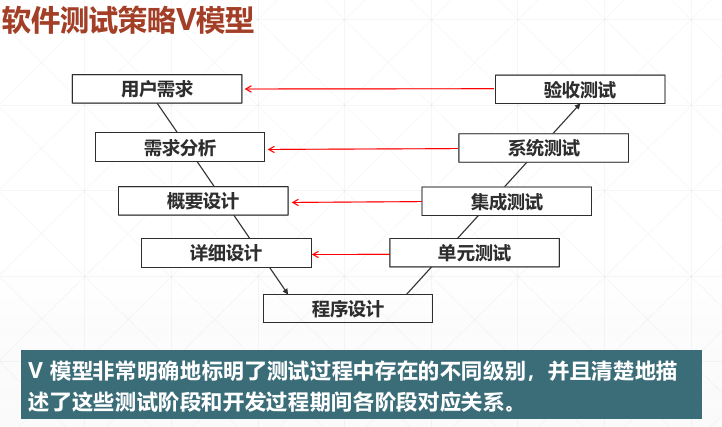 软件测试策略V模型
用户需求
验收测试
需求分析
系统测试
概要设计
集成测试
详细设计
单元测试
程序设计
V 模型非常明确地标明了测试过程中存在的不同级别，并且清楚地描
述了这些测试阶段和开发过程期间各阶段对应关系。